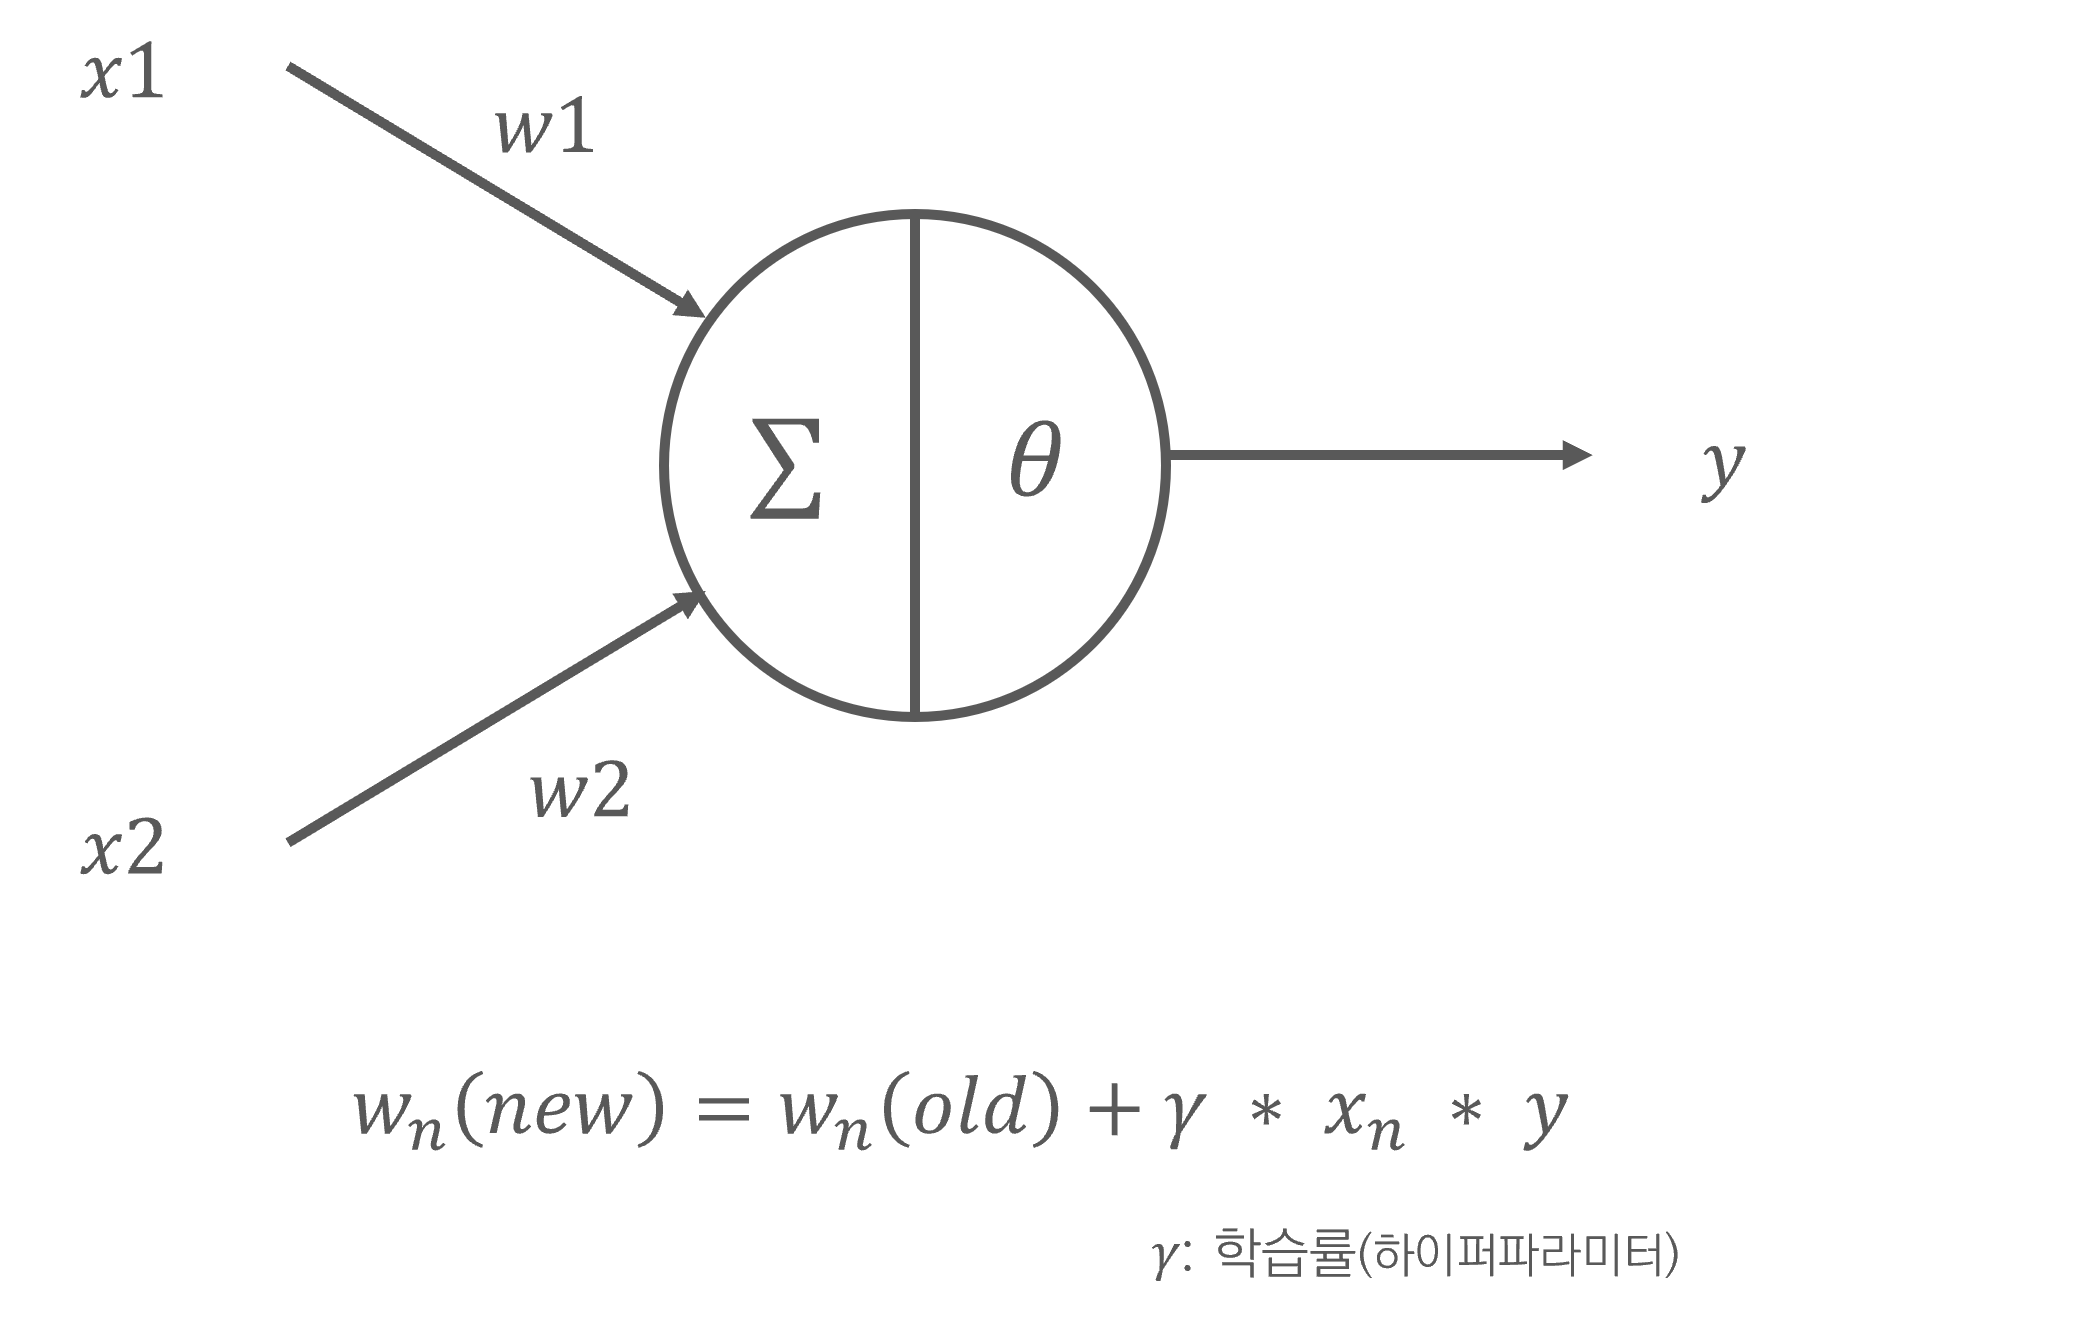 x1
w1
∑
θ
y
w2
x2
wₙ(new) = wₙ(old) + γ * xₙ * y
γ: 학습률(하이퍼파라미터)